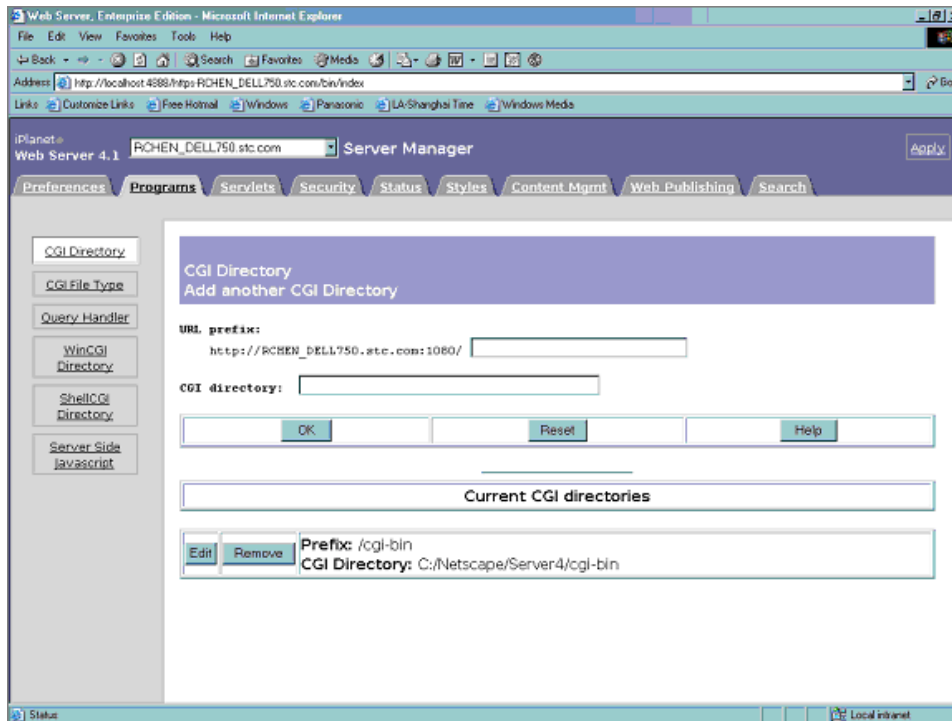 Web Server, Enterprise Edition - Microsoft Internet Explorer
File Edit View Favorites Tools Help
Back Search Favorites Media
Address http://localhost:4888/https-RCHEN_DELL750.stc.com/bin/index Go
Links Customize Links Free Hotmail Windows Panasonic LA-Shanghai Time Windows Media
iPlanet
Web Server 4.1 RCHEN_DELL750.stc.com Server Manager Apply
Preferences Programs Servlets Security Status Styles Content Mgmt Web Publishing Search
CGI Directory
CGI File Type
Query Handler
WinCGI
Directory
ShellCGI
Directory
Server Side
Javascript
CGI Directory
Add another CGI Directory
URL prefix:
http://RCHEN_DELL750.stc.com:1080/
CGI directory:
OK Reset Help
Current CGI directories
Edit Remove Prefix: /cgi-bin
CGI Directory: C:/Netscape/Server4/cgi-bin
Status Local intranet